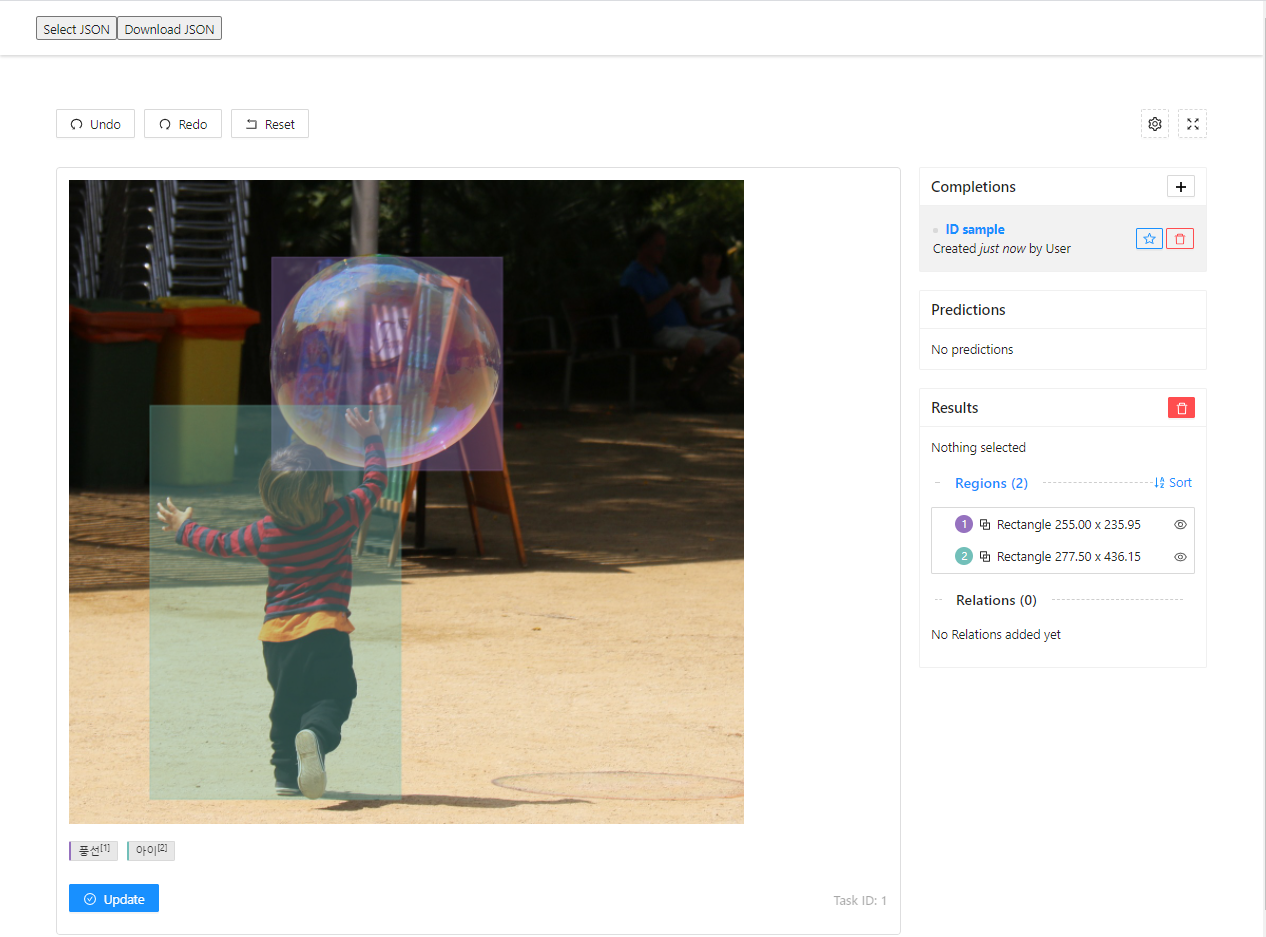 Select JSON Download JSON
Undo Redo Reset
Completions
ID sample
Created just now by User
Predictions
No predictions
Results
Nothing selected
Regions (2) Sort
1 Rectangle 255.00 x 235.95
2 Rectangle 277.50 x 436.15
Relations (0)
No Relations added yet
풍선[1] 아이[2]
Update
Task ID: 1